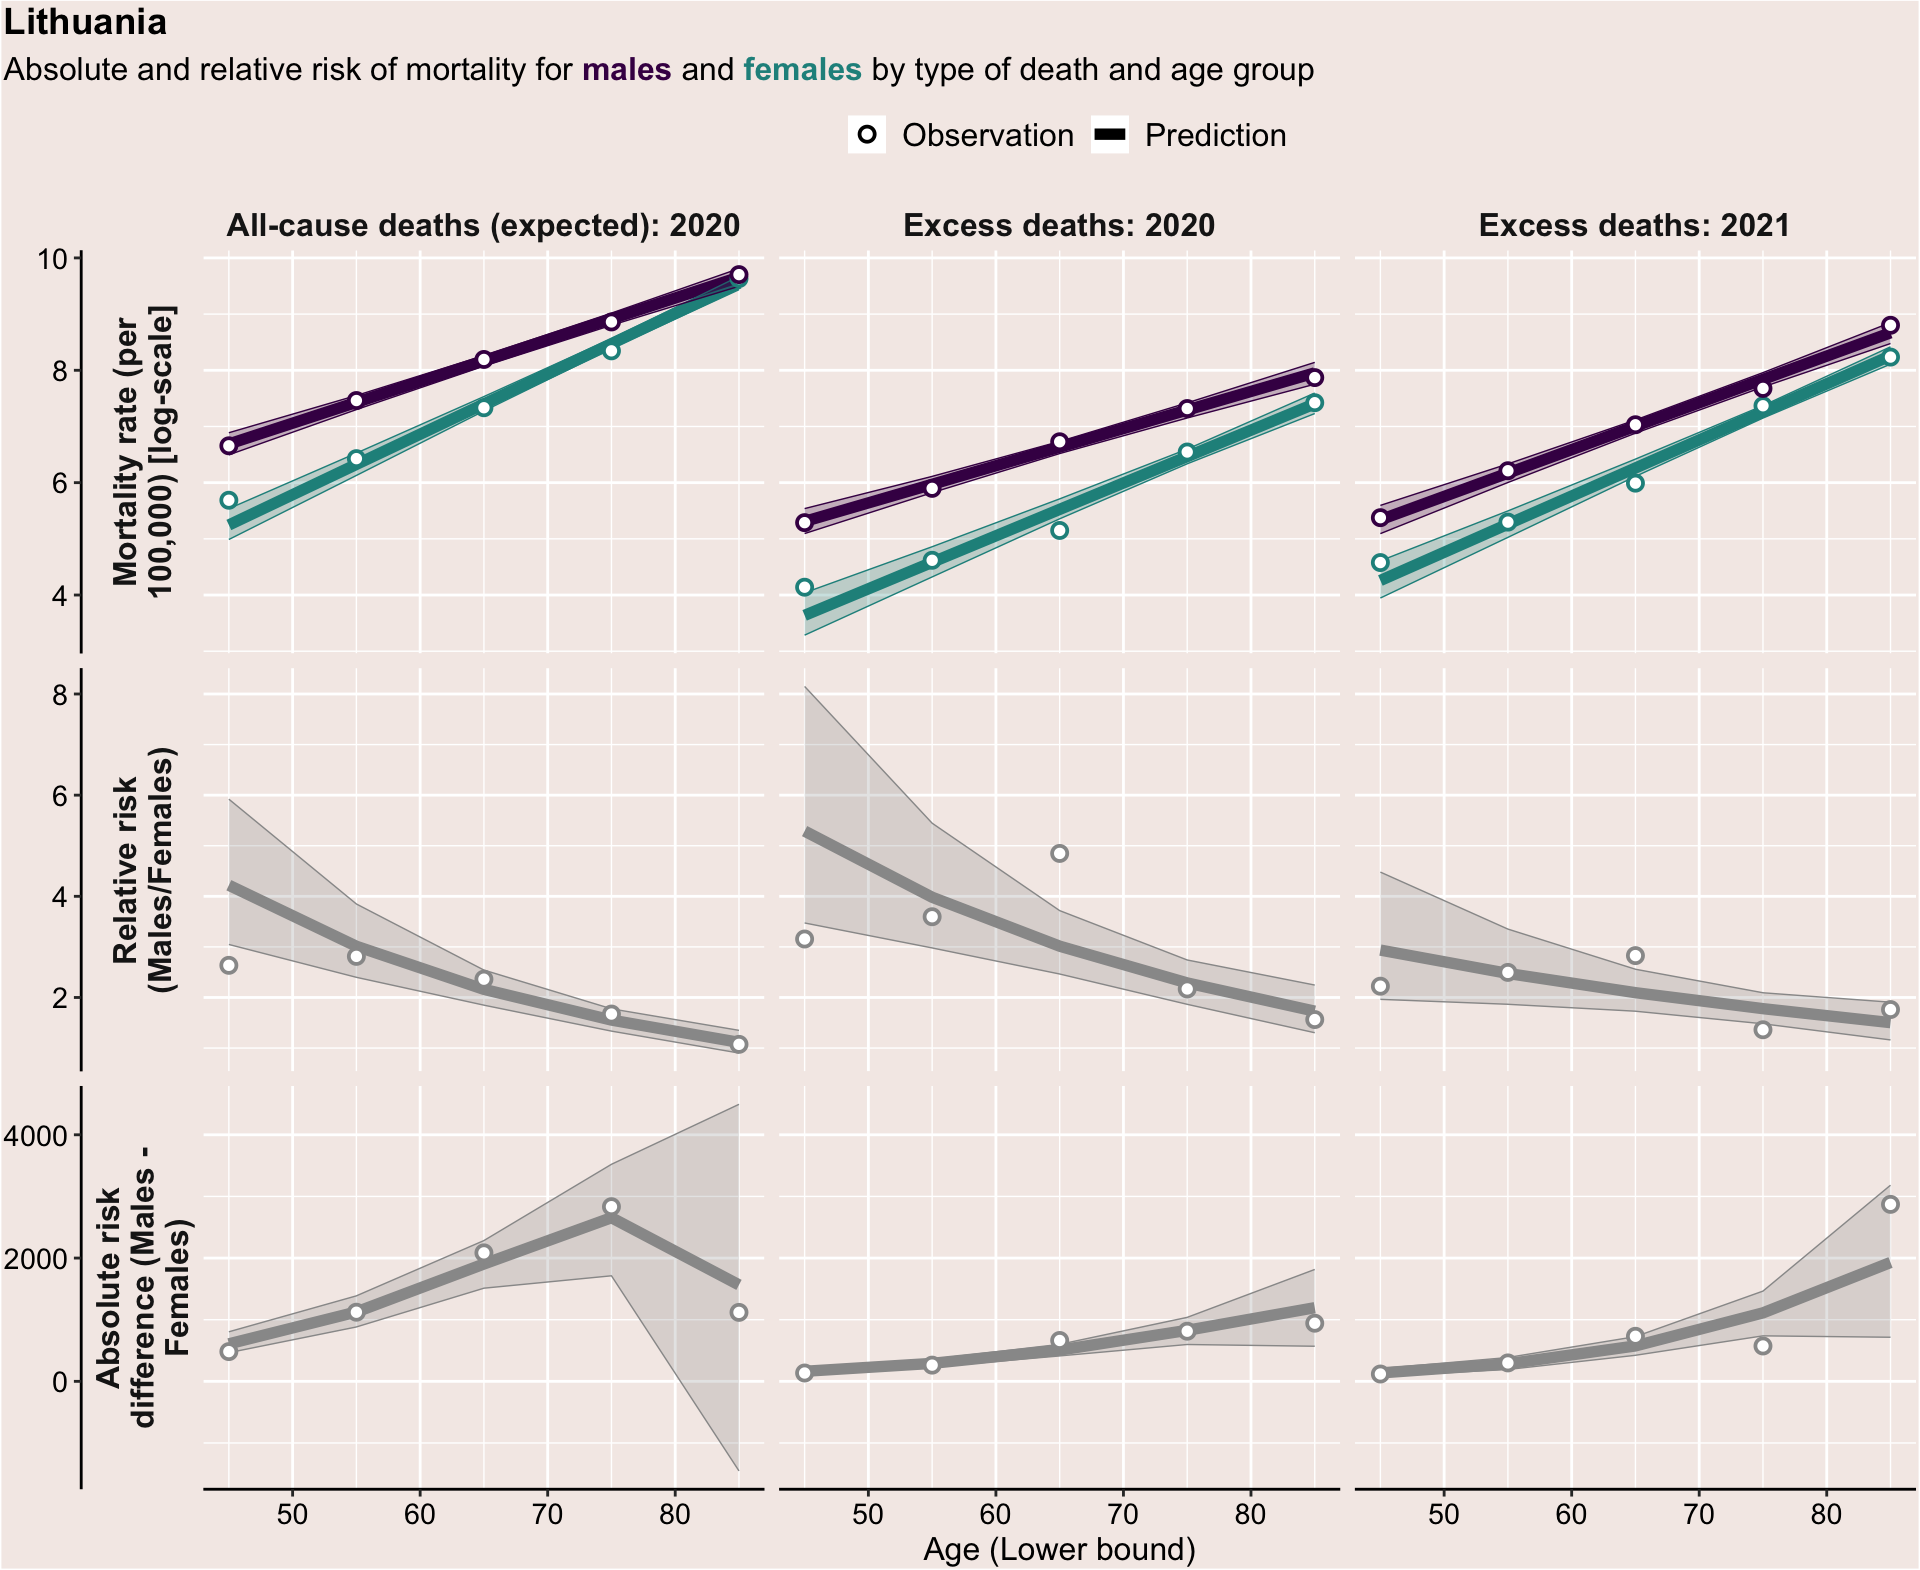 Lithuania
Absolute and relative risk of mortality for males and females by type of death and age group
Observation Prediction
All-cause deaths (expected): 2020 Excess deaths: 2020 Excess deaths: 2021
Mortality rate (per
100,000) [log-scale]
10
8
6
4
Relative risk
(Males/Females)
8
6
4
2
Absolute risk
difference (Males -
Females)
4000
2000
0
50 60 70 80 50 60 70 80 50 60 70 80
Age (Lower bound)